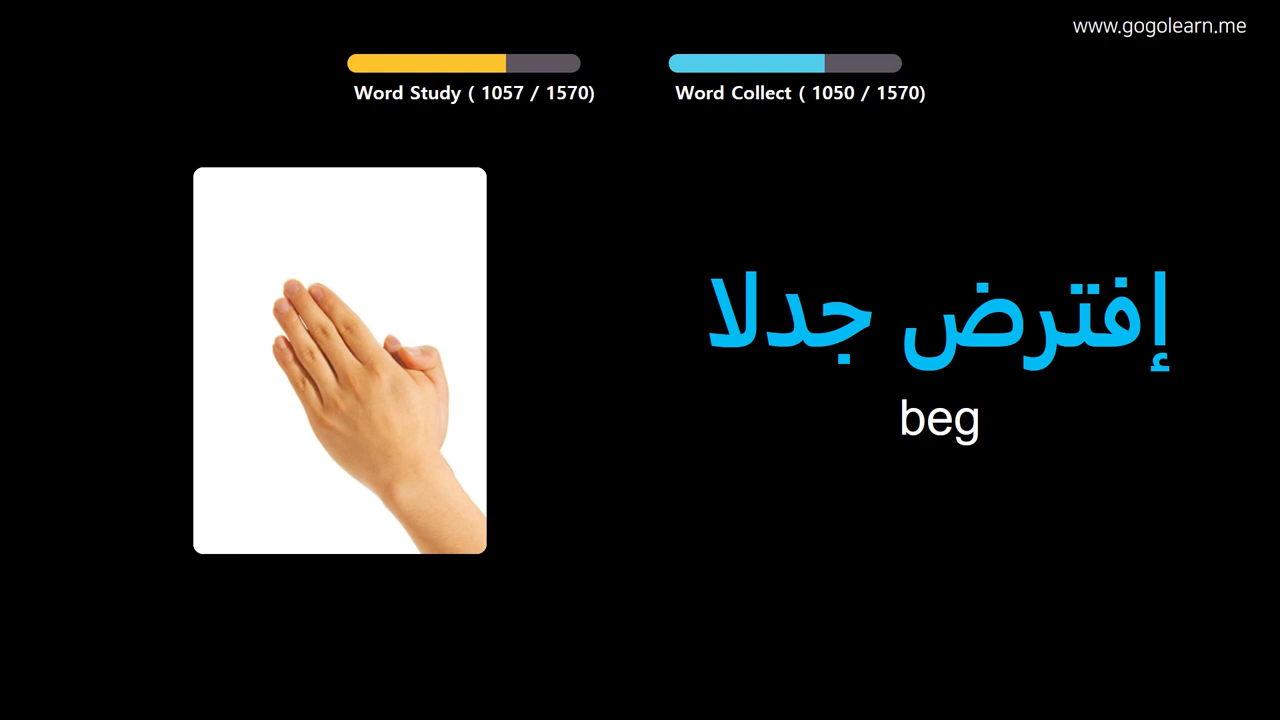 www.gogolearn.me
Word Study ( 1057 / 1570)
Word Collect ( 1050 / 1570)
إفترض جدلا
beg